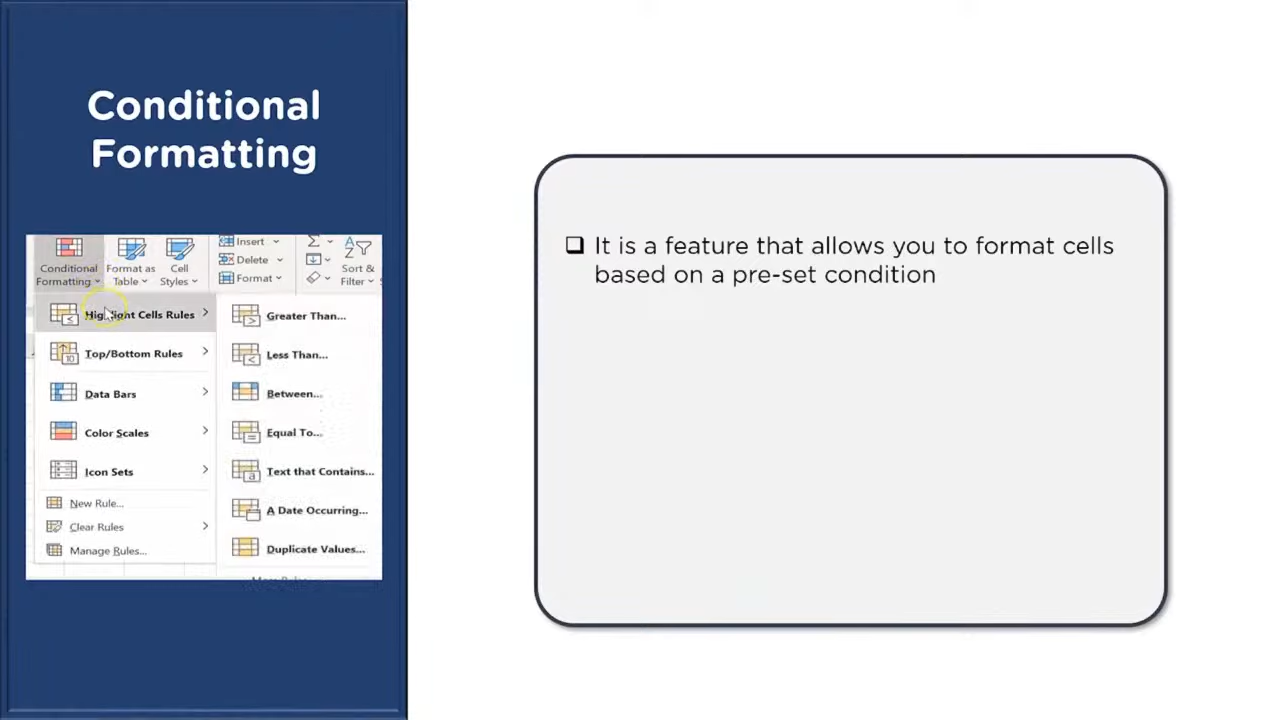 Conditional
Formatting
Conditional
Formatting
Format as
Table
Cell
Styles
Insert
Delete
Format
Sort &
Filter
Highlight Cells Rules
Top/Bottom Rules
Data Bars
Color Scales
Icon Sets
New Rule...
Clear Rules
Manage Rules...
Greater Than...
Less Than...
Between...
Equal To...
Text that Contains...
A Date Occurring...
Duplicate Values...
It is a feature that allows you to format cells
based on a pre-set condition